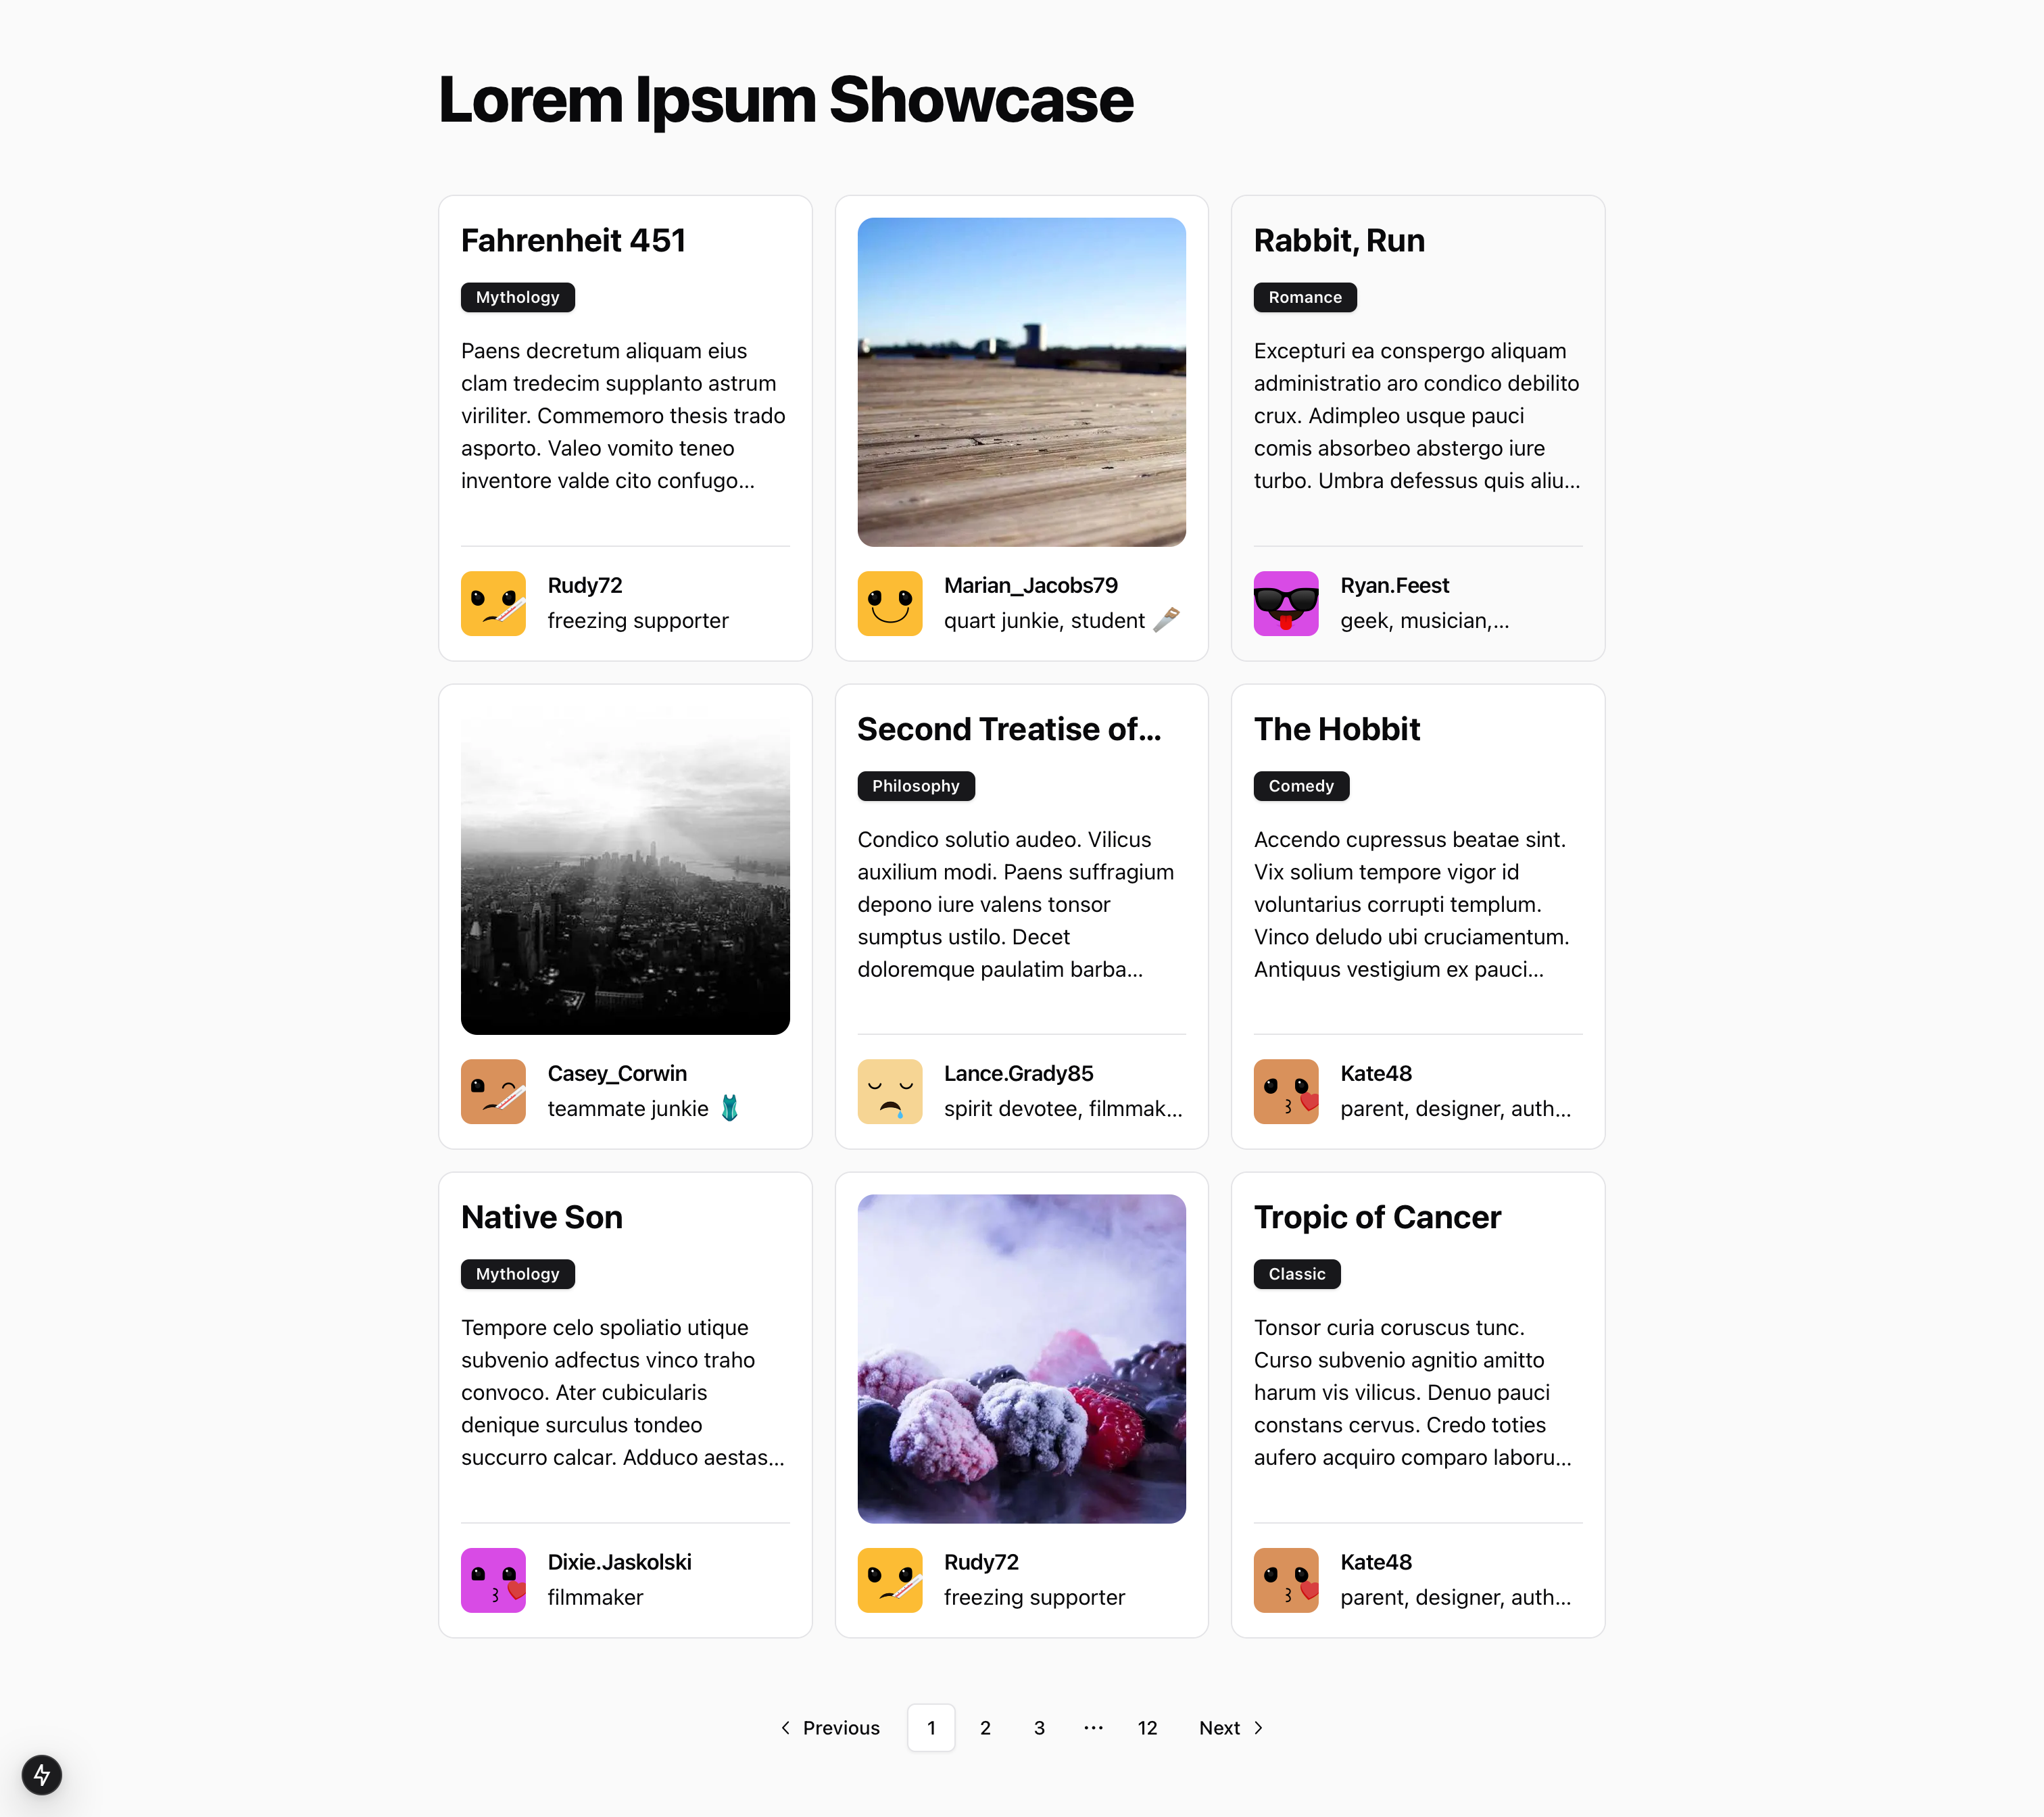 Lorem Ipsum Showcase
Fahrenheit 451
Mythology
Paens decretum aliquam eius
clam tredecim supplanto astrum
viriliter. Commemoro thesis trado
asporto. Valeo vomito teneo
inventore valde cito confugo...
Rudy72
freezing supporter
Marian_Jacobs79
quart junkie, student 🪚
Rabbit, Run
Romance
Excepturi ea conspergo aliquam
administratio aro condico debilito
crux. Adimpleo usque pauci
comis absorbeo abstergo iure
turbo. Umbra defessus quis aliu...
Ryan.Feest
geek, musician,...
Casey_Corwin
teammate junkie 🩱
Second Treatise of...
Philosophy
Condico solutio audeo. Vilicus
auxilium modi. Paens suffragium
depono iure valens tonsor
sumptus ustilo. Decet
doloremque paulatim barba...
Lance.Grady85
spirit devotee, filmmak...
The Hobbit
Comedy
Accendo cupressus beatae sint.
Vix solium tempore vigor id
voluntarius corrupti templum.
Vinco deludo ubi cruciamentum.
Antiquus vestigium ex pauci...
Kate48
parent, designer, auth...
Native Son
Mythology
Tempore celo spoliatio utique
subvenio adfectus vinco traho
convoco. Ater cubicularis
denique surculus tondeo
succurro calcar. Adduco aestas...
Dixie.Jaskolski
filmmaker
Rudy72
freezing supporter
Tropic of Cancer
Classic
Tonsor curia coruscus tunc.
Curso subvenio agnitio amitto
harum vis vilicus. Denuo pauci
constans cervus. Credo toties
aufero acquiro comparo laboru...
Kate48
parent, designer, auth...
Previous 1 2 3 ... 12 Next